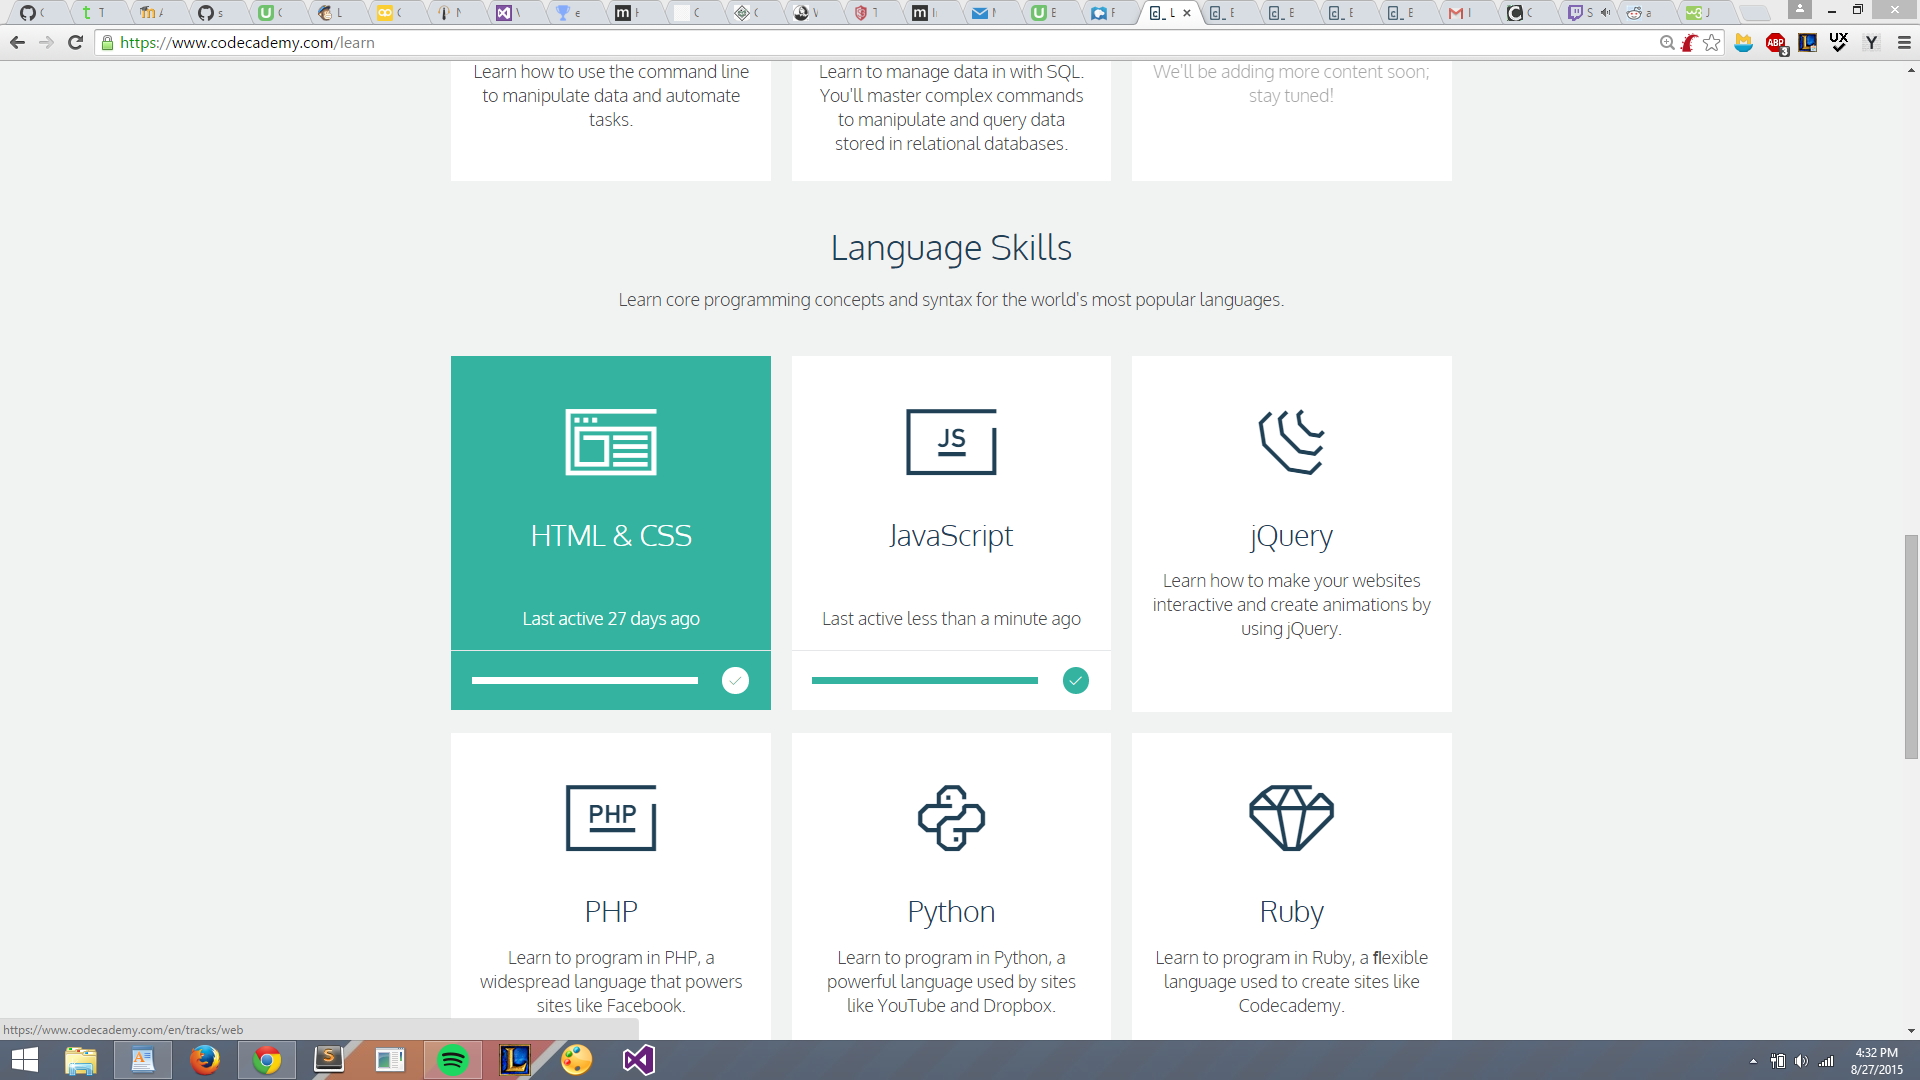 https://www.codecademy.com/learn
ABP
3
UX
Y
Learn how to use the command line
to manipulate data and automate
tasks.
Learn to manage data in with SQL.
You'll master complex commands
to manipulate and query data
stored in relational databases.
We'll be adding more content soon;
stay tuned!
Language Skills
Learn core programming concepts and syntax for the world's most popular languages.
HTML & CSS
Last active 27 days ago
JS
JavaScript
Last active less than a minute ago
jQuery
Learn how to make your websites
interactive and create animations by
using jQuery.
PHP
PHP
Learn to program in PHP, a
widespread language that powers
sites like Facebook.
Python
Learn to program in Python, a
powerful language used by sites
like YouTube and Dropbox.
Ruby
Learn to program in Ruby, a flexible
language used to create sites like
Codecademy.
https://www.codecademy.com/en/tracks/web
4:32 PM
8/27/2015